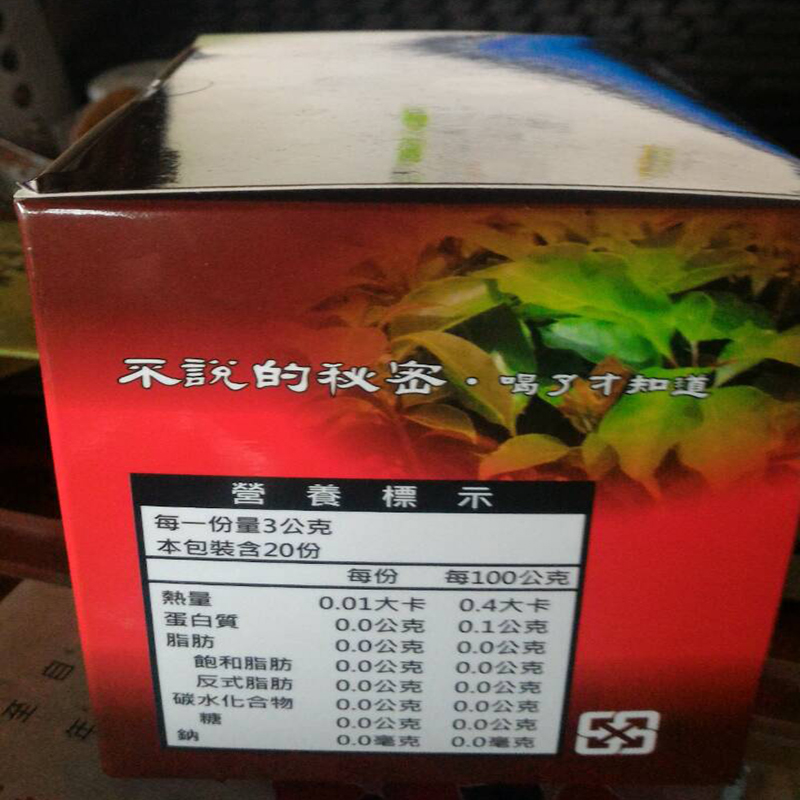 不說的秘密・喝了才知道
營養標示
每一份量3公克
本包裝含20份
每份 每100公克
熱量 0.01大卡 0.4大卡
蛋白質 0.0公克 0.1公克
脂肪 0.0公克 0.0公克
飽和脂肪 0.0公克 0.0公克
反式脂肪 0.0公克 0.0公克
碳水化合物 0.0公克 0.0公克
糖 0.0公克 0.0公克
鈉 0.0毫克 0.0毫克